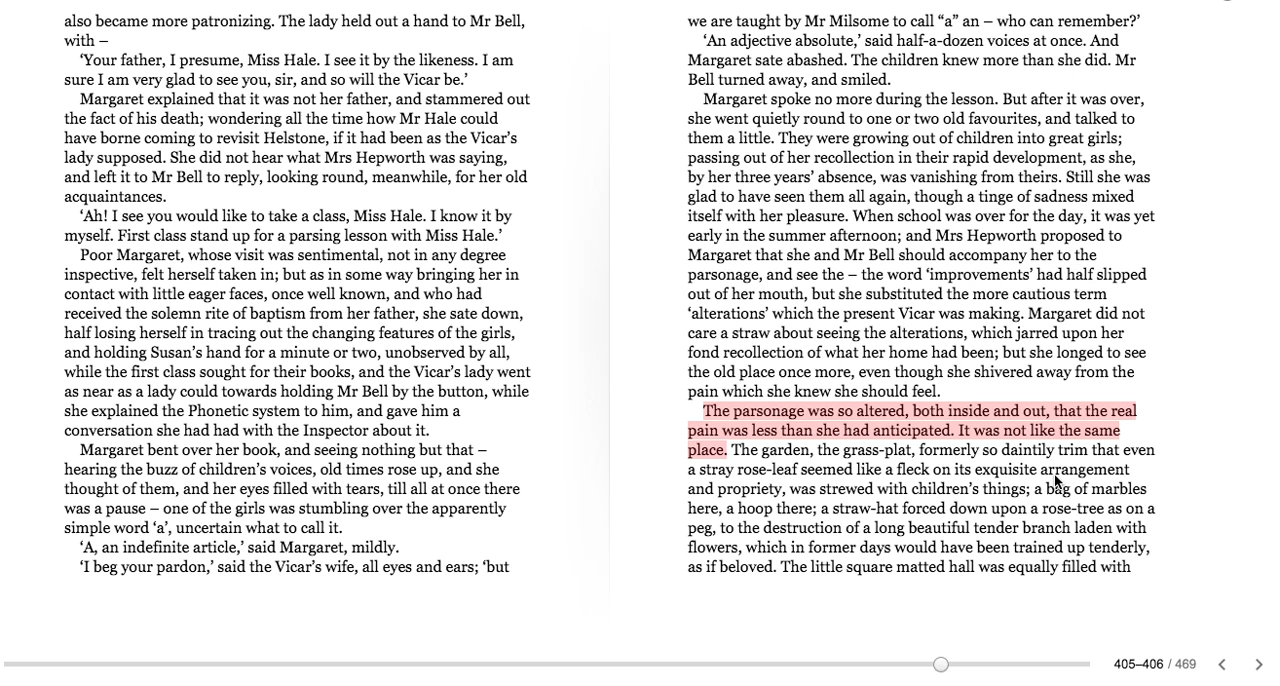 also became more patronizing. The lady held out a hand to Mr Bell,
with –
‘Your father, I presume, Miss Hale. I see it by the likeness. I am
sure I am very glad to see you, sir, and so will the Vicar be.’
Margaret explained that it was not her father, and stammered out
the fact of his death; wondering all the time how Mr Hale could
have borne coming to revisit Helstone, if it had been as the Vicar’s
lady supposed. She did not hear what Mrs Hepworth was saying,
and left it to Mr Bell to reply, looking round, meanwhile, for her old
acquaintances.
‘Ah! I see you would like to take a class, Miss Hale. I know it by
myself. First class stand up for a parsing lesson with Miss Hale.’
Poor Margaret, whose visit was sentimental, not in any degree
inspective, felt herself taken in; but as in some way bringing her in
contact with little eager faces, once well known, and who had
received the solemn rite of baptism from her father, she sate down,
half losing herself in tracing out the changing features of the girls,
and holding Susan’s hand for a minute or two, unobserved by all,
while the first class sought for their books, and the Vicar’s lady went
as near as a lady could towards holding Mr Bell by the button, while
she explained the Phonetic system to him, and gave him a
conversation she had had with the Inspector about it.
Margaret bent over her book, and seeing nothing but that –
hearing the buzz of children’s voices, old times rose up, and she
thought of them, and her eyes filled with tears, till all at once there
was a pause – one of the girls was stumbling over the apparently
simple word ‘a’, uncertain what to call it.
‘A, an indefinite article,’ said Margaret, mildly.
‘I beg your pardon,’ said the Vicar’s wife, all eyes and ears; ‘but
we are taught by Mr Milsome to call “a” an – who can remember?’
‘An adjective absolute,’ said half-a-dozen voices at once. And
Margaret sate abashed. The children knew more than she did. Mr
Bell turned away, and smiled.
Margaret spoke no more during the lesson. But after it was over,
she went quietly round to one or two old favourites, and talked to
them a little. They were growing out of children into great girls;
passing out of her recollection in their rapid development, as she,
by her three years’ absence, was vanishing from theirs. Still she was
glad to have seen them all again, though a tinge of sadness mixed
itself with her pleasure. When school was over for the day, it was yet
early in the summer afternoon; and Mrs Hepworth proposed to
Margaret that she and Mr Bell should accompany her to the
parsonage, and see the – the word ‘improvements’ had half slipped
out of her mouth, but she substituted the more cautious term
‘alterations’ which the present Vicar was making. Margaret did not
care a straw about seeing the alterations, which jarred upon her
fond recollection of what her home had been; but she longed to see
the old place once more, even though she shivered away from the
pain which she knew she should feel.
The parsonage was so altered, both inside and out, that the real
pain was less than she had anticipated. It was not like the same
place. The garden, the grass-plat, formerly so daintily trim that even
a stray rose-leaf seemed like a fleck on its exquisite arrangement
and propriety, was strewed with children’s things; a bag of marbles
here, a hoop there; a straw-hat forced down upon a rose-tree as on a
peg, to the destruction of a long beautiful tender branch laden with
flowers, which in former days would have been trained up tenderly,
as if beloved. The little square matted hall was equally filled with
405–406 / 469